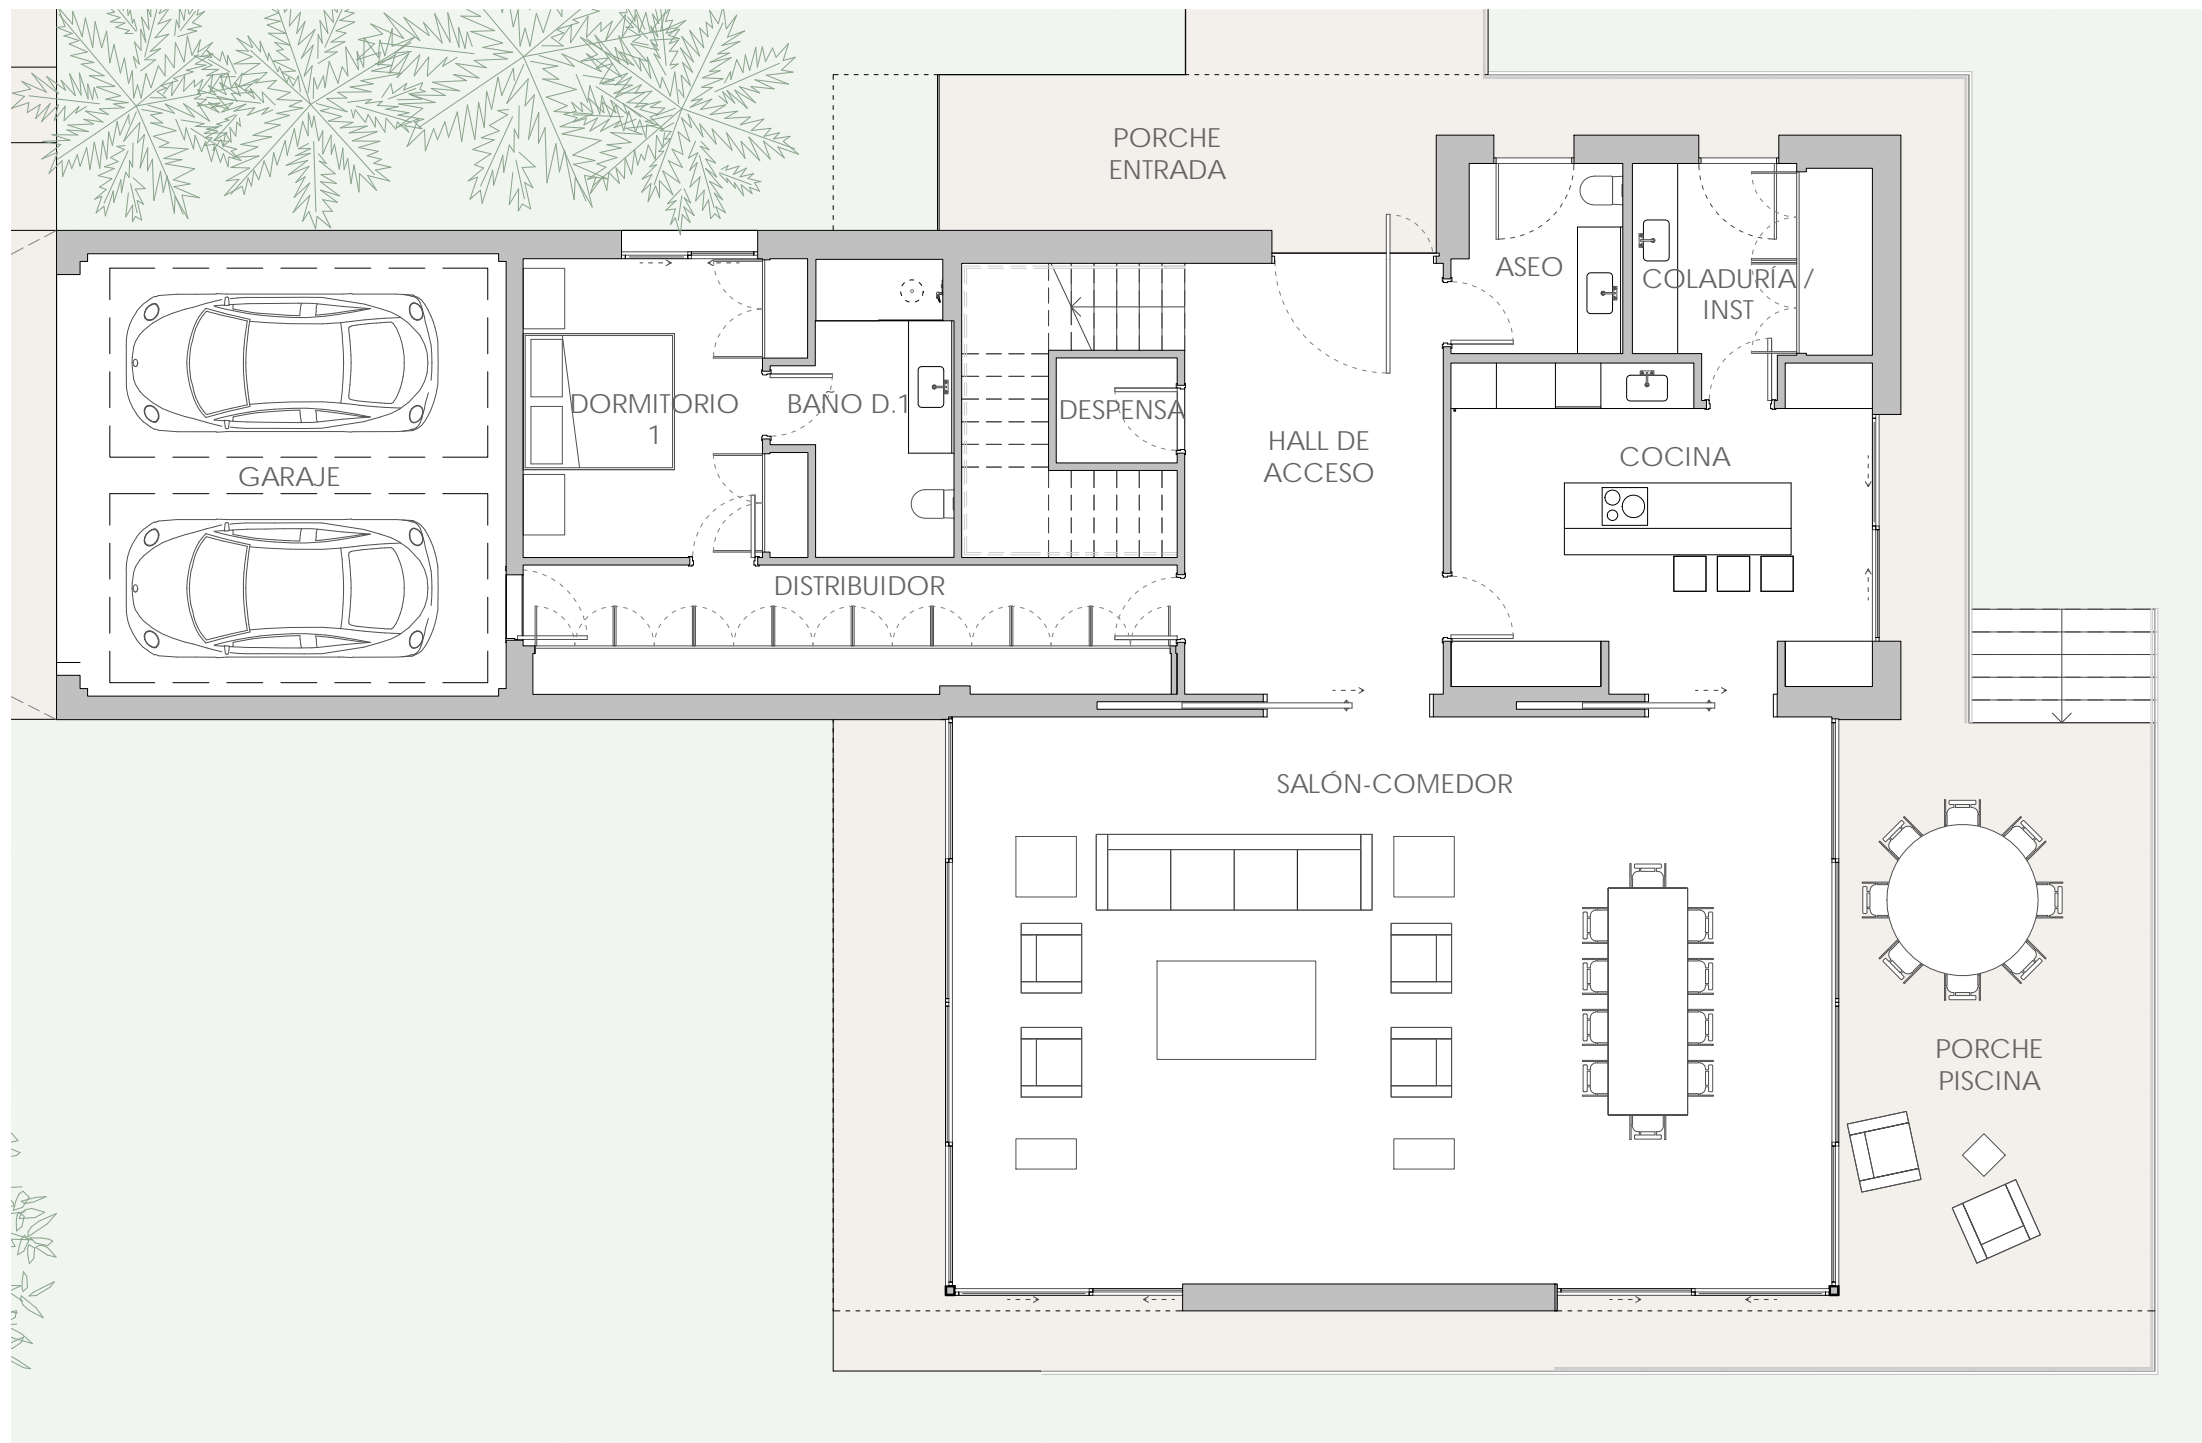 PORCHE
ENTRADA
ASEO
COLADURÍA /
INST
DORMITORIO
1
BAÑO D.1
DESPENSA
HALL DE
ACCESO
COCINA
GARAJE
DISTRIBUIDOR
SALÓN-COMEDOR
PORCHE
PISCINA